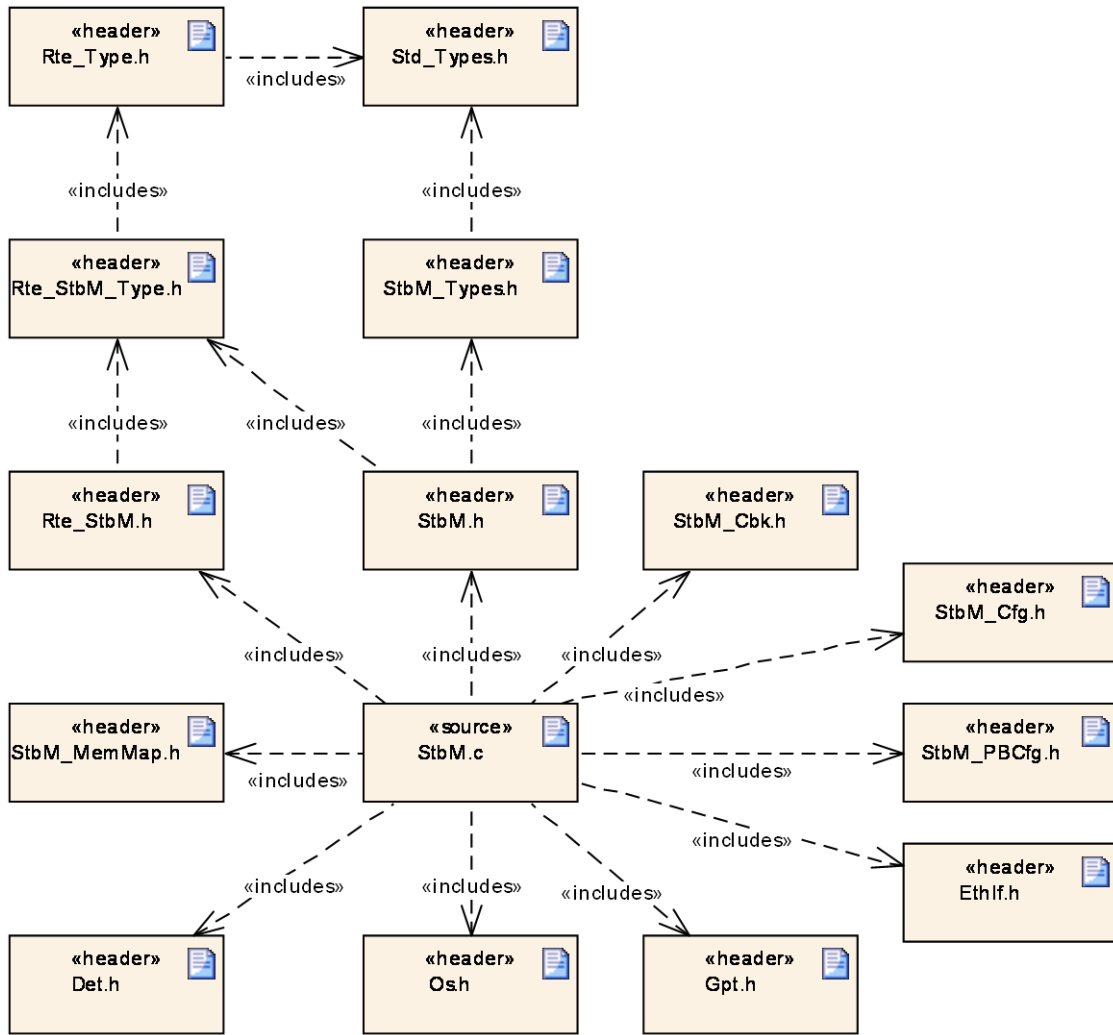 «header»
Rte_Type.h
«header»
Std_Types.h
«includes»
«includes»
«includes»
«header»
Rte_StbM_Type.h
«header»
StbM_Types.h
«includes»
«includes»
«includes»
«header»
Rte_StbM.h
«header»
StbM.h
«header»
StbM_Cbk.h
«header»
StbM_Cfg.h
«includes»
«includes»
«includes»
«includes»
«header»
StbM_MemMap.h
«source»
StbM.c
«header»
StbM_PBCfg.h
«includes»
«includes»
«includes»
«header»
EthIf.h
«includes»
«includes»
«includes»
«header»
Det.h
«header»
Os.h
«header»
Gpt.h